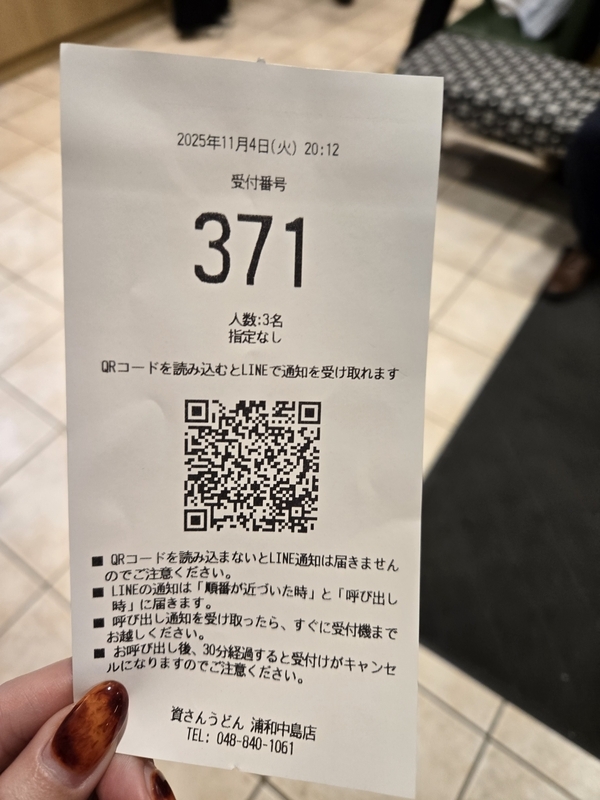 2025年11月4日(火) 20:12
受付番号
371
人数:3名
指定なし
QRコードを読み込むとLINEで通知を受け取れます
■ QRコードを読み込まないとLINE通知は届きません
のでご注意ください。
■ LINEの通知は「順番が近づいた時」と「呼び出し
時」に届きます。
■ 呼び出し通知を受け取ったら、すぐに受付機まで
お越しください。
■ お呼び出し後、30分経過すると受付けがキャンセ
ルになりますのでご注意ください。
資さんうどん 浦和中島店
TEL: 048-840-1061